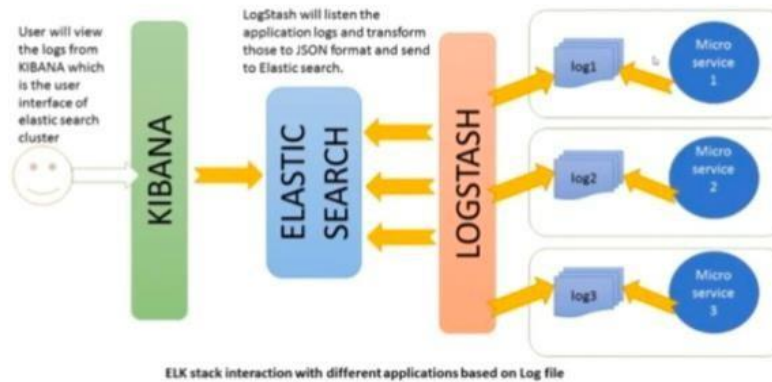 User will view
the logs from
KIBANA which
is the user
interface of
elastic search
cluster
LogStash will listen the
application logs and transform
those to JSON format and send
to Elastic search.
KIBANA
ELASTIC
SEARCH
LOGSTASH
log1
Micro
service
1
log2
Micro
service
2
log3
Micro
service
3
ELK stack interaction with different applications based on Log file